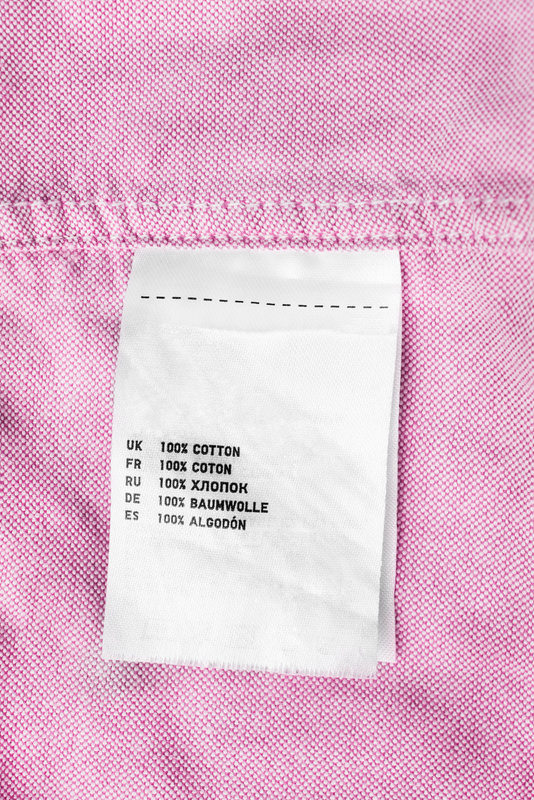 UK 100% COTTON
FR 100% COTON
RU 100% ХЛОПОК
DE 100% BAUMWOLLE
ES 100% ALGODÓN